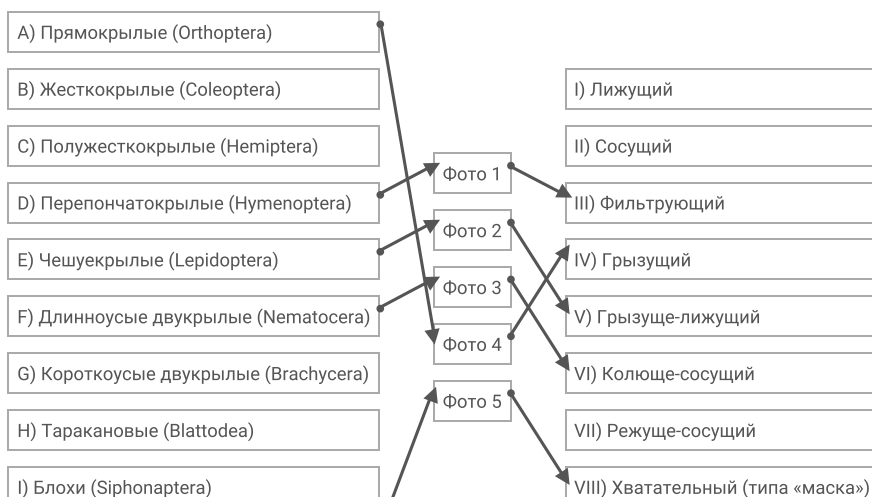 A) Прямокрылые (Orthoptera)
B) Жесткокрылые (Coleoptera)
C) Полужесткокрылые (Hemiptera)
D) Перепончатокрылые (Hymenoptera)
E) Чешуекрылые (Lepidoptera)
F) Длинноусые двукрылые (Nematocera)
G) Короткоусые двукрылые (Brachycera)
H) Таракановые (Blattodea)
I) Блохи (Siphonaptera)
Фото 1
Фото 2
Фото 3
Фото 4
Фото 5
I) Лижущий
II) Сосущий
III) Фильтрующий
IV) Грызущий
V) Грызуще-лижущий
VI) Колюще-сосущий
VII) Режуще-сосущий
VIII) Хватательный (типа «маска»)